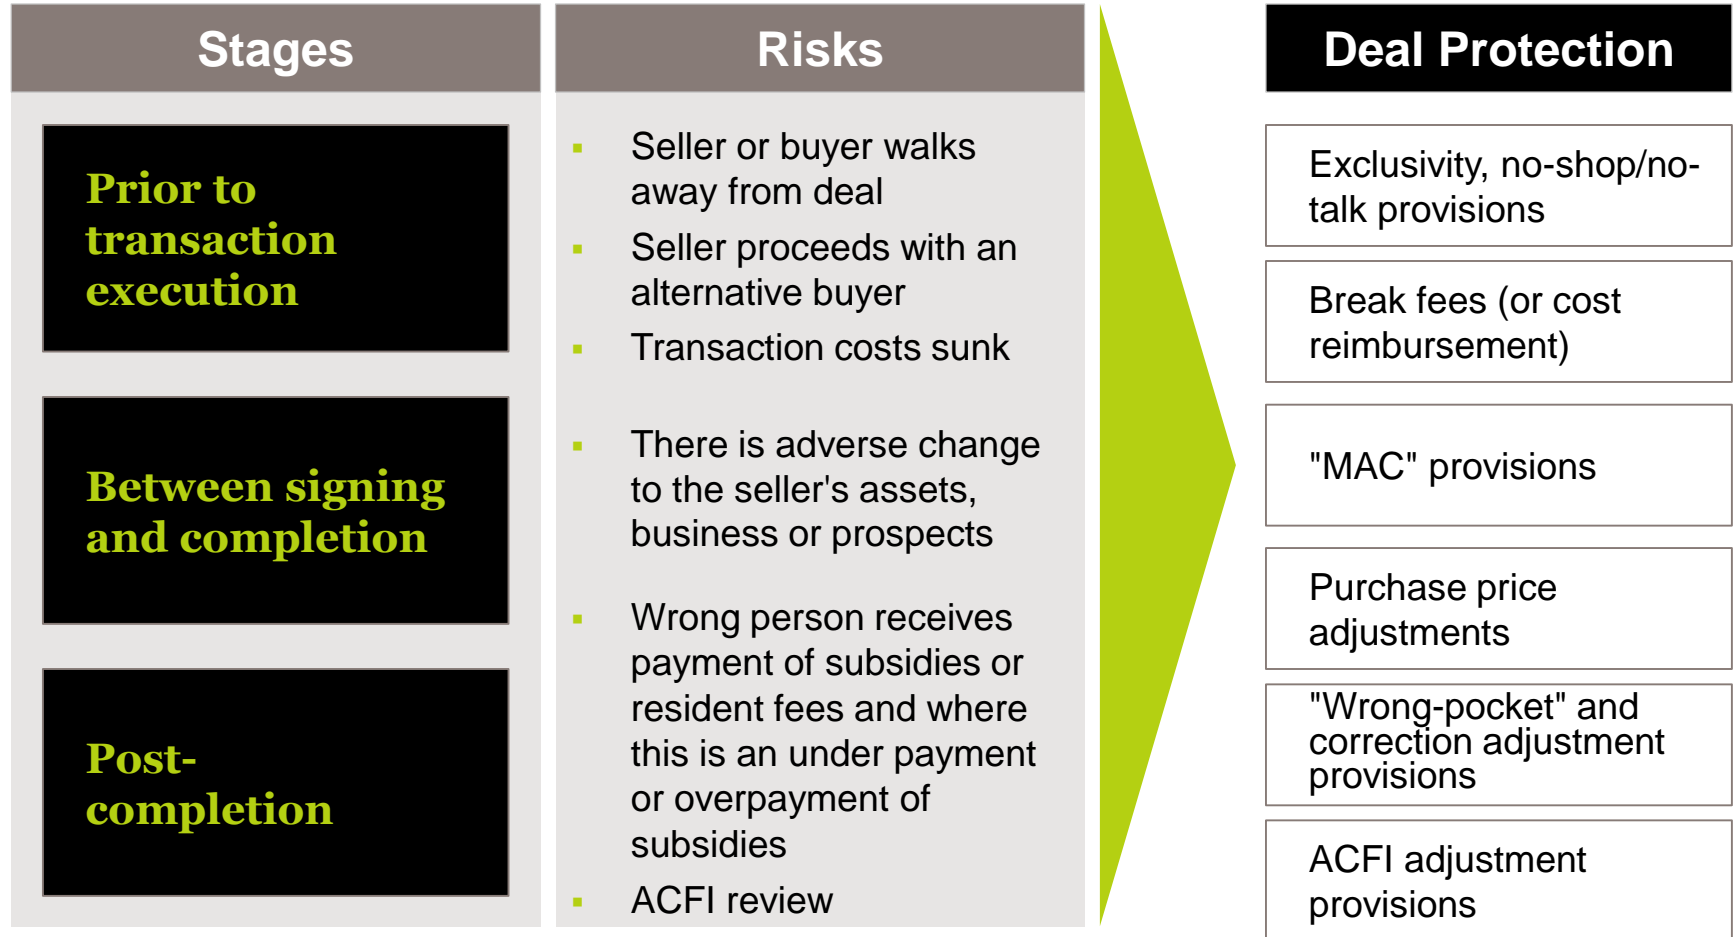 Stages
Prior to
transaction
execution
Between signing
and completion
Post-
completion
Risks
Seller or buyer walks
away from deal
Seller proceeds with an
alternative buyer
Transaction costs sunk
There is adverse change
to the seller's assets,
business or prospects
Wrong person receives
payment of subsidies or
resident fees and where
this is an under payment
or overpayment of
subsidies
ACFI review
Deal Protection
Exclusivity, no-shop/no-
talk provisions
Break fees (or cost
reimbursement)
"MAC" provisions
Purchase price
adjustments
"Wrong-pocket" and
correction adjustment
provisions
ACFI adjustment
provisions